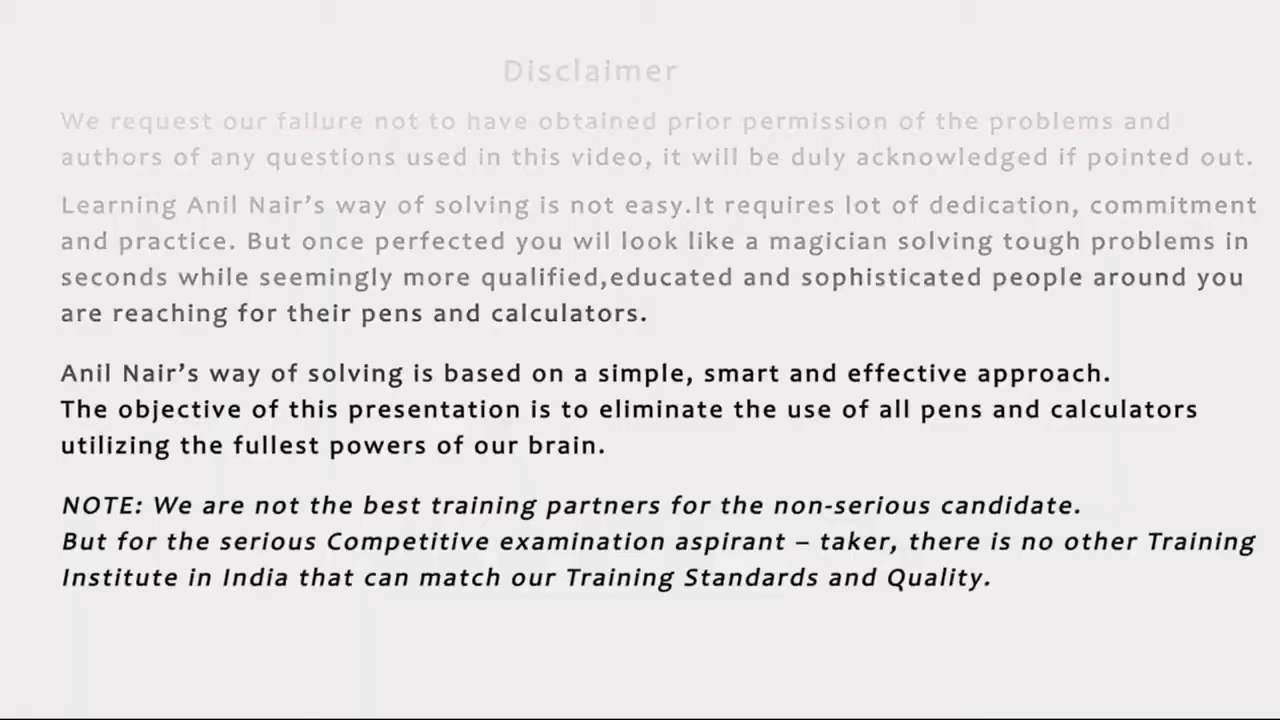 Disclaimer
We request our failure not to have obtained prior permission of the problems and
authors of any questions used in this video, it will be duly acknowledged if pointed out.
Learning Anil Nair’s way of solving is not easy.It requires lot of dedication, commitment
and practice. But once perfected you wil look like a magician solving tough problems in
seconds while seemingly more qualified,educated and sophisticated people around you
are reaching for their pens and calculators.
Anil Nair’s way of solving is based on a simple, smart and effective approach.
The objective of this presentation is to eliminate the use of all pens and calculators
utilizing the fullest powers of our brain.
NOTE: We are not the best training partners for the non-serious candidate.
But for the serious Competitive examination aspirant – taker, there is no other Training
Institute in India that can match our Training Standards and Quality.